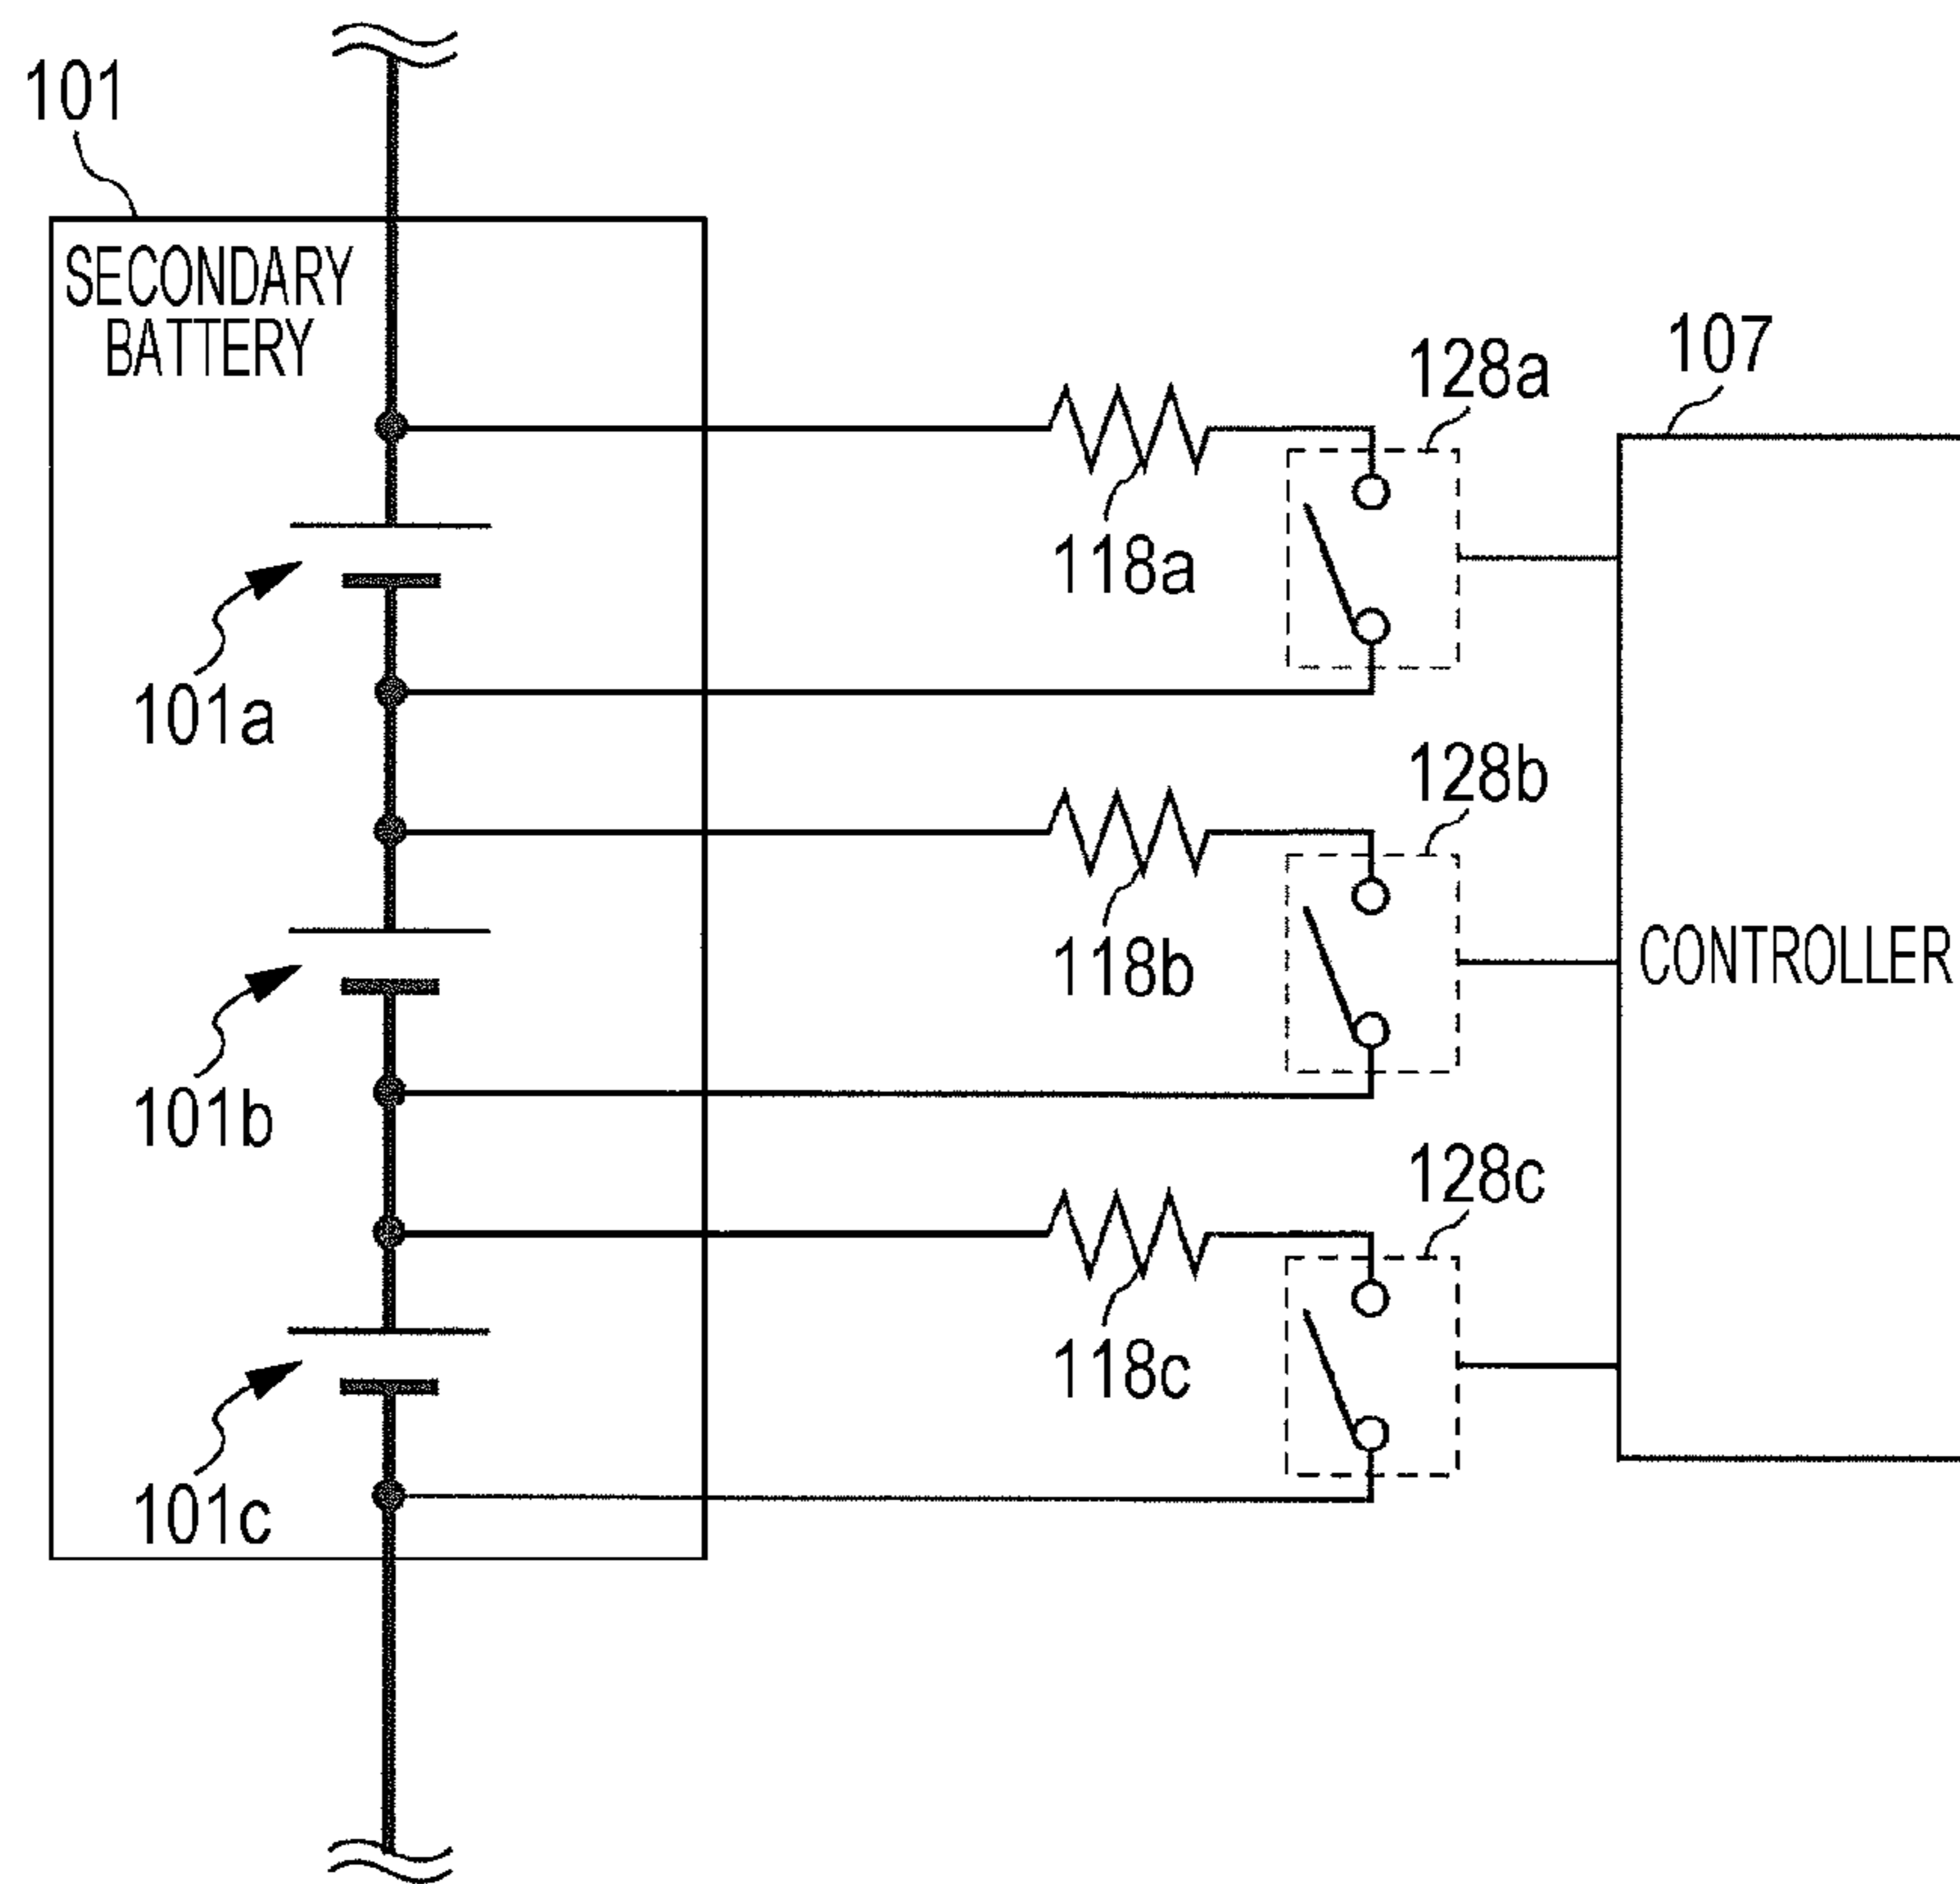 101
SECONDARY
BATTERY
107
128a
118a
101a
128b
118b
CONTROLLER
101b
128c
118c
101c